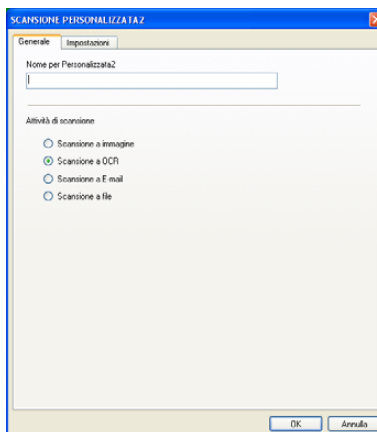 SCANSIONE PERSONALIZZATA2
Generale Impostazioni
Nome per Personalizzata2
Attività di scansione
Scansione a immagine
Scansione a OCR
Scansione a E-mail
Scansione a file
OK Annulla